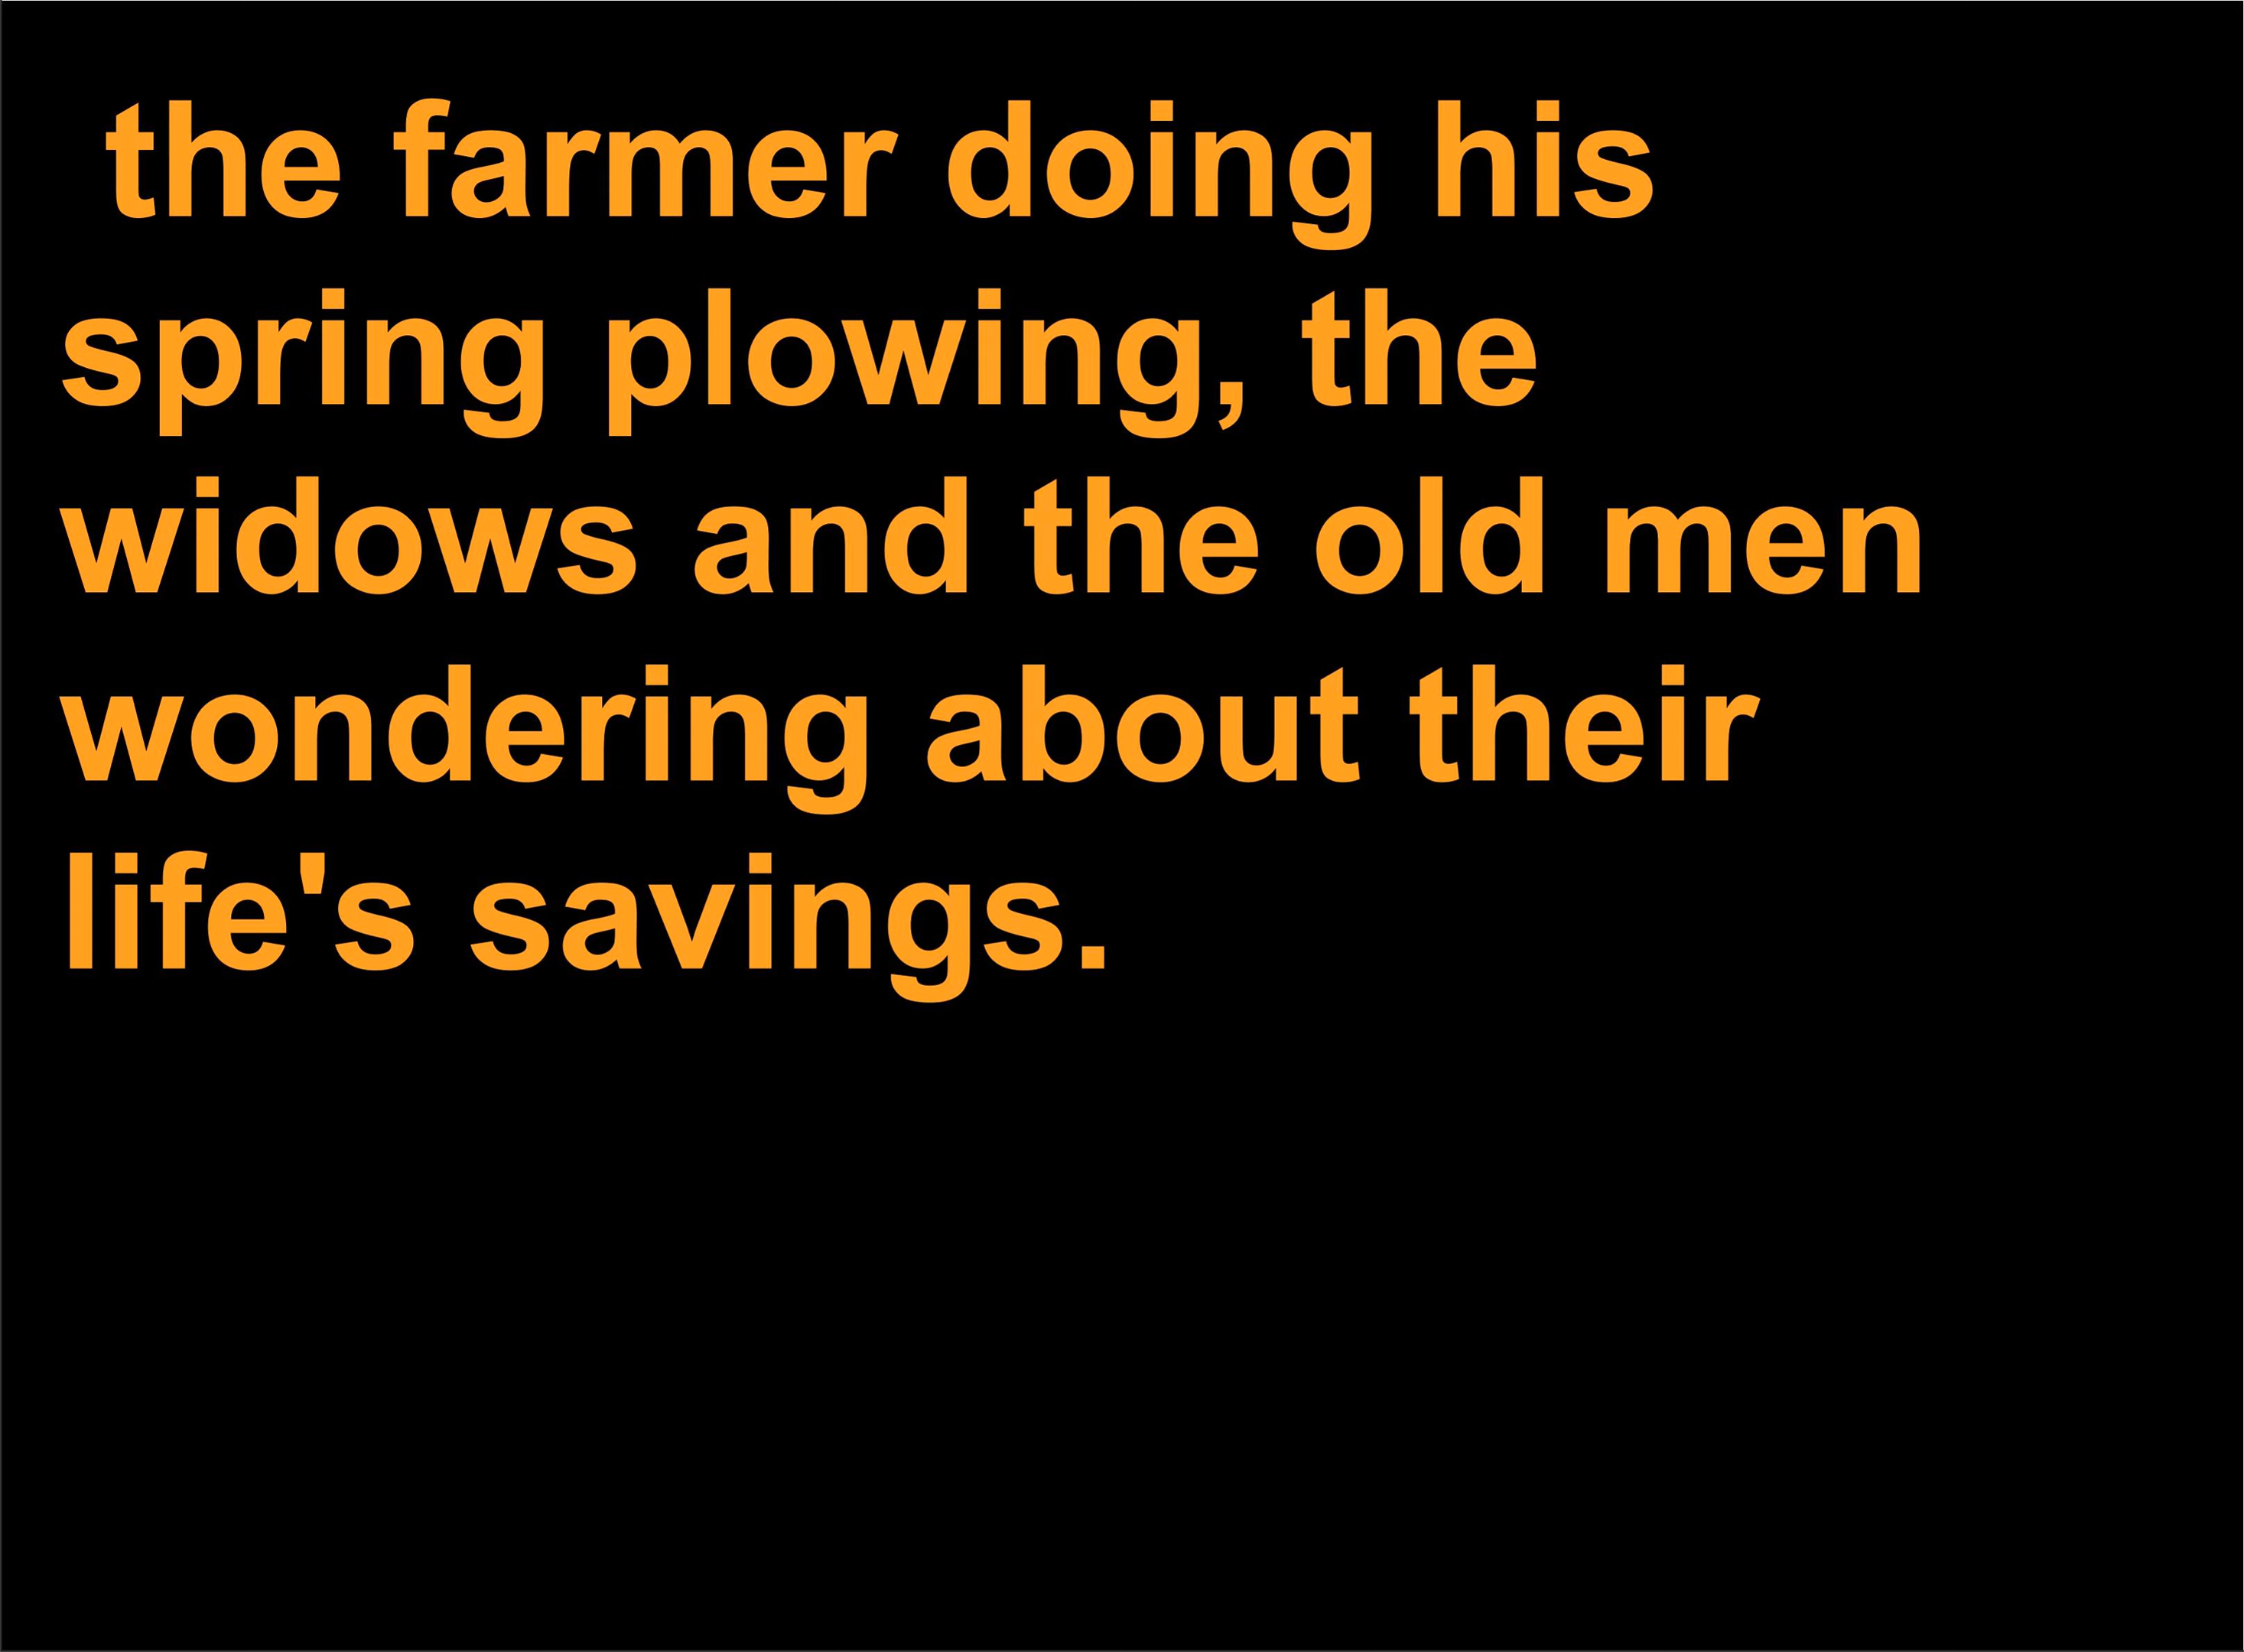 the farmer doing his
spring plowing, the
widows and the old men
wondering about their
life's savings.